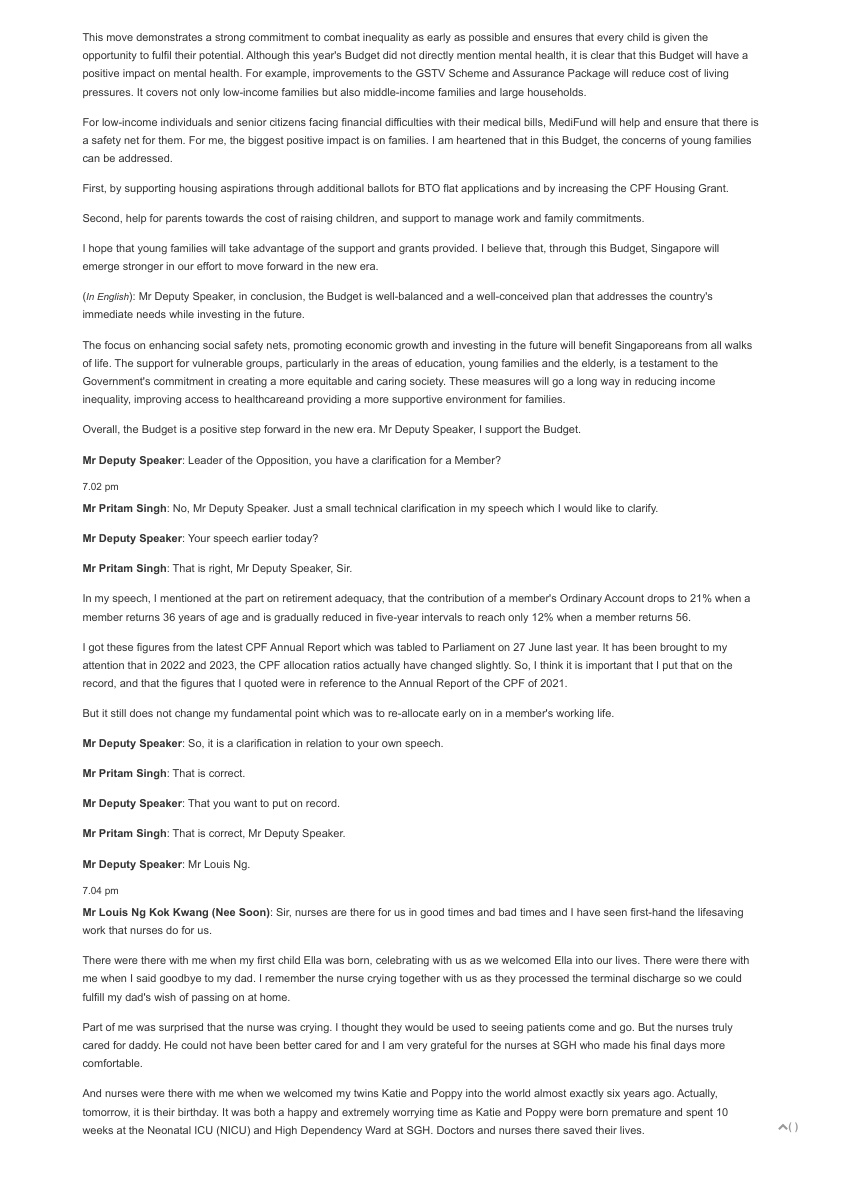 This move demonstrates a strong commitment to combat inequality as early as possible and ensures that every child is given the
opportunity to fulfil their potential. Although this year's Budget did not directly mention mental health, it is clear that this Budget will have a
positive impact on mental health. For example, improvements to the GSTV Scheme and Assurance Package will reduce cost of living
pressures. It covers not only low-income families but also middle-income families and large households.
For low-income individuals and senior citizens facing financial difficulties with their medical bills, MediFund will help and ensure that there is
a safety net for them. For me, the biggest positive impact is on families. I am heartened that in this Budget, the concerns of young families
can be addressed.
First, by supporting housing aspirations through additional ballots for BTO flat applications and by increasing the CPF Housing Grant.
Second, help for parents towards the cost of raising children, and support to manage work and family commitments.
I hope that young families will take advantage of the support and grants provided. I believe that, through this Budget, Singapore will
emerge stronger in our effort to move forward in the new era.
(In English): Mr Deputy Speaker, in conclusion, the Budget is well-balanced and a well-conceived plan that addresses the country's
immediate needs while investing in the future.
The focus on enhancing social safety nets, promoting economic growth and investing in the future will benefit Singaporeans from all walks
of life. The support for vulnerable groups, particularly in the areas of education, young families and the elderly, is a testament to the
Government's commitment in creating a more equitable and caring society. These measures will go a long way in reducing income
inequality, improving access to healthcareand providing a more supportive environment for families.
Overall, the Budget is a positive step forward in the new era. Mr Deputy Speaker, I support the Budget.
Mr Deputy Speaker: Leader of the Opposition, you have a clarification for a Member?
7.02 pm
Mr Pritam Singh: No, Mr Deputy Speaker. Just a small technical clarification in my speech which I would like to clarify.
Mr Deputy Speaker: Your speech earlier today?
Mr Pritam Singh: That is right, Mr Deputy Speaker, Sir.
In my speech, I mentioned at the part on retirement adequacy, that the contribution of a member's Ordinary Account drops to 21% when a
member returns 36 years of age and is gradually reduced in five-year intervals to reach only 12% when a member returns 56.
I got these figures from the latest CPF Annual Report which was tabled to Parliament on 27 June last year. It has been brought to my
attention that in 2022 and 2023, the CPF allocation ratios actually have changed slightly. So, I think it is important that I put that on the
record, and that the figures that I quoted were in reference to the Annual Report of the CPF of 2021.
But it still does not change my fundamental point which was to re-allocate early on in a member's working life.
Mr Deputy Speaker: So, it is a clarification in relation to your own speech.
Mr Pritam Singh: That is correct.
Mr Deputy Speaker: That you want to put on record.
Mr Pritam Singh: That is correct, Mr Deputy Speaker.
Mr Deputy Speaker: Mr Louis Ng.
7.04 pm
Mr Louis Ng Kok Kwang (Nee Soon): Sir, nurses are there for us in good times and bad times and I have seen first-hand the lifesaving
work that nurses do for us.
There were there with me when my first child Ella was born, celebrating with us as we welcomed Ella into our lives. There were there with
me when I said goodbye to my dad. I remember the nurse crying together with us as they processed the terminal discharge so we could
fulfill my dad's wish of passing on at home.
Part of me was surprised that the nurse was crying. I thought they would be used to seeing patients come and go. But the nurses truly
cared for daddy. He could not have been better cared for and I am very grateful for the nurses at SGH who made his final days more
comfortable.
And nurses were there with me when we welcomed my twins Katie and Poppy into the world almost exactly six years ago. Actually,
tomorrow, it is their birthday. It was both a happy and extremely worrying time as Katie and Poppy were born premature and spent 10
weeks at the Neonatal ICU (NICU) and High Dependency Ward at SGH. Doctors and nurses there saved their lives.
( )